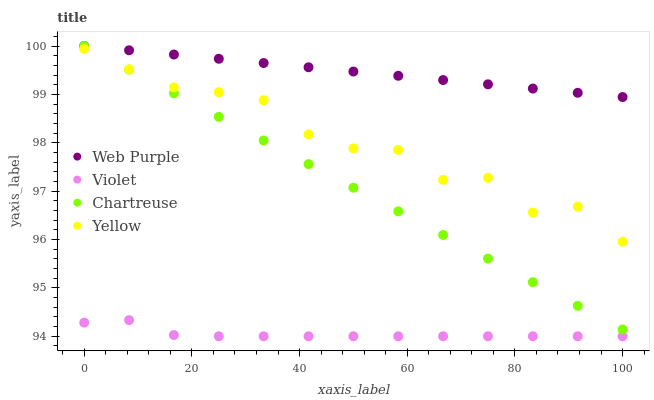 title
100
99
98
97
96
95
94
yaxis_label
Web Purple
Violet
Chartreuse
Yellow
0 20 40 60 80 100
xaxis_label